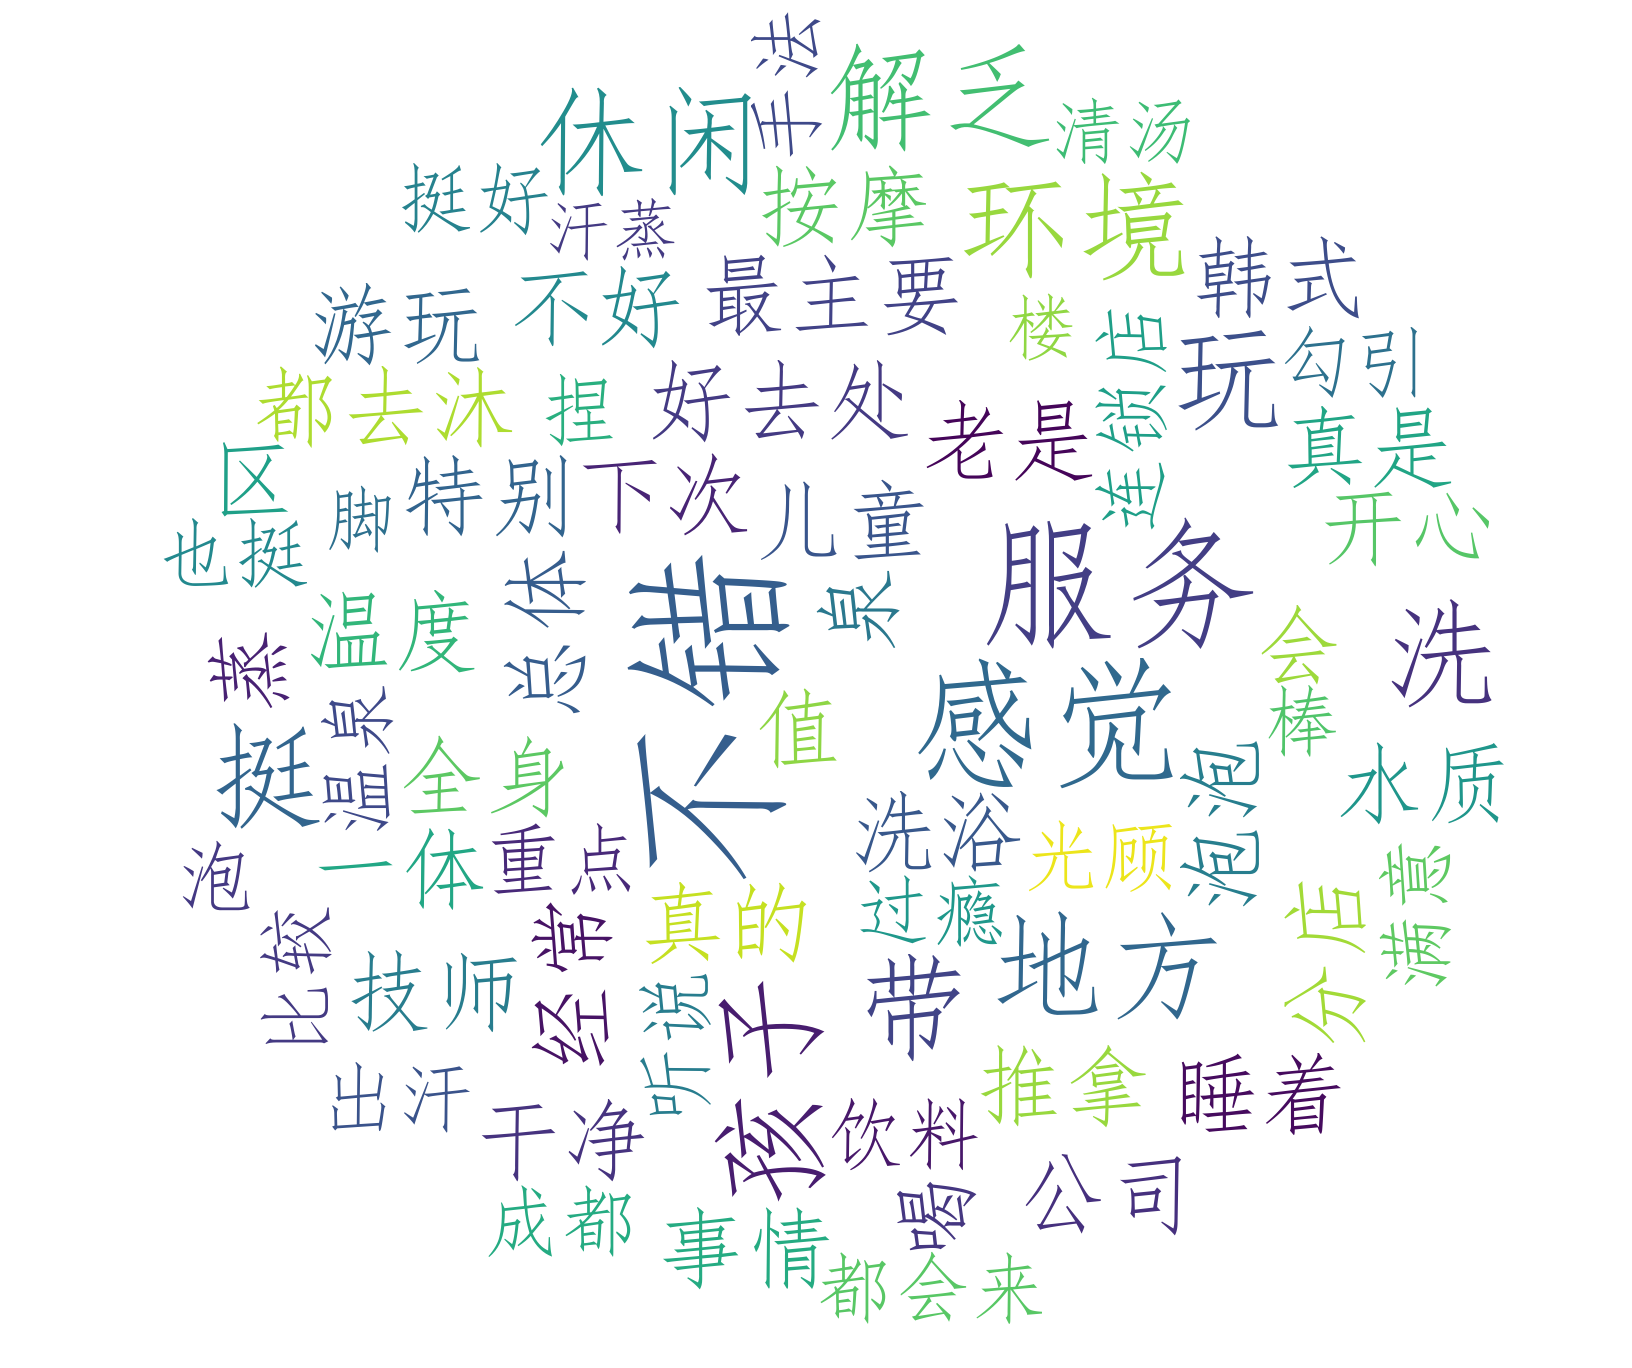 手法
解乏
休闲
清汤
挺好
按摩
环境
汗蒸
韩式
不好
最主要
游玩
楼
连锁店
玩
勾引
都去沐
捏
好去处
老是
真是
区
脚
特别
下次
儿童
开心
也挺
总体
不错
泉
服务
蒸
温度
会
洗
温泉
挺
全身
值
感觉
棒
泡泡
水质
泡
一体
重点
洗浴
光顾
满意
比较
经常
真的
过瘾
分店
技师
听说
孩子
带
地方
出汗
推拿
睡着
干净
饮料
喝
公司
成都
事情
都会来